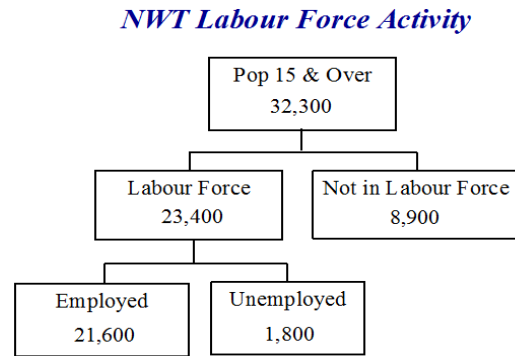 NWT Labour Force Activity
Pop 15 & Over
32,300
Labour Force
23,400
Not in Labour Force
8,900
Employed
21,600
Unemployed
1,800